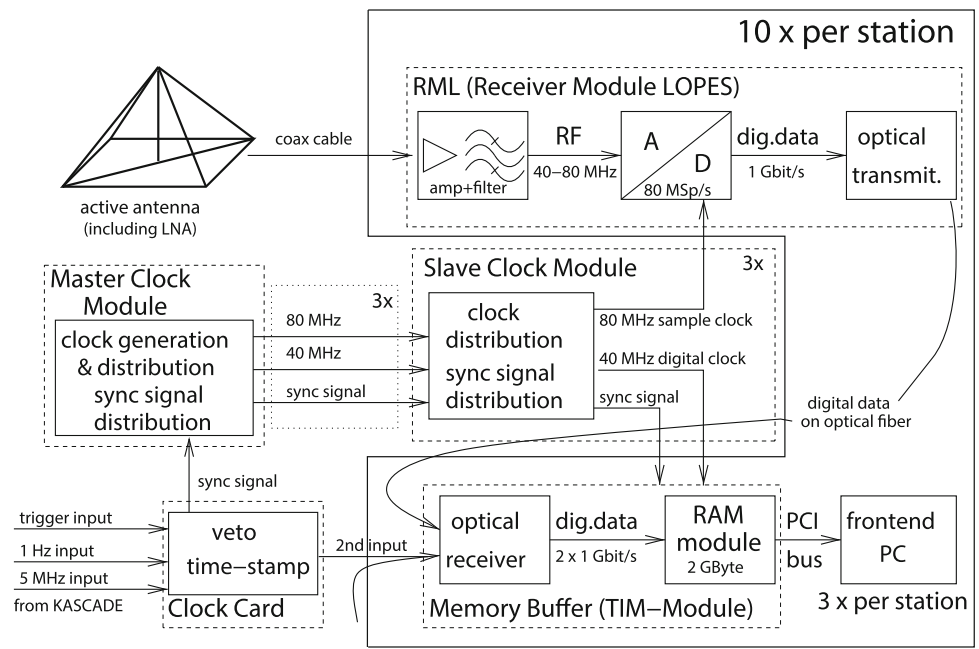 10 x per station
RML (Receiver Module LOPES)
coax cable
amp+filter
RF
40−80 MHz
A
D
80 MSp/s
dig.data
1 Gbit/s
optical
transmit.
active antenna
(including LNA)
Master Clock
Module
clock generation
& distribution
sync signal
distribution
3x
80 MHz
40 MHz
sync signal
Slave Clock Module
3x
clock
distribution
sync signal
distribution
80 MHz sample clock
40 MHz digital clock
sync signal
digital data
on optical fiber
sync signal
trigger input
1 Hz input
5 MHz input
from KASCADE
veto
time−stamp
Clock Card
2nd input
optical
receiver
dig.data
2 x 1 Gbit/s
RAM
module
2 GByte
PCI
bus
frontend
PC
Memory Buffer (TIM−Module)
3 x per station